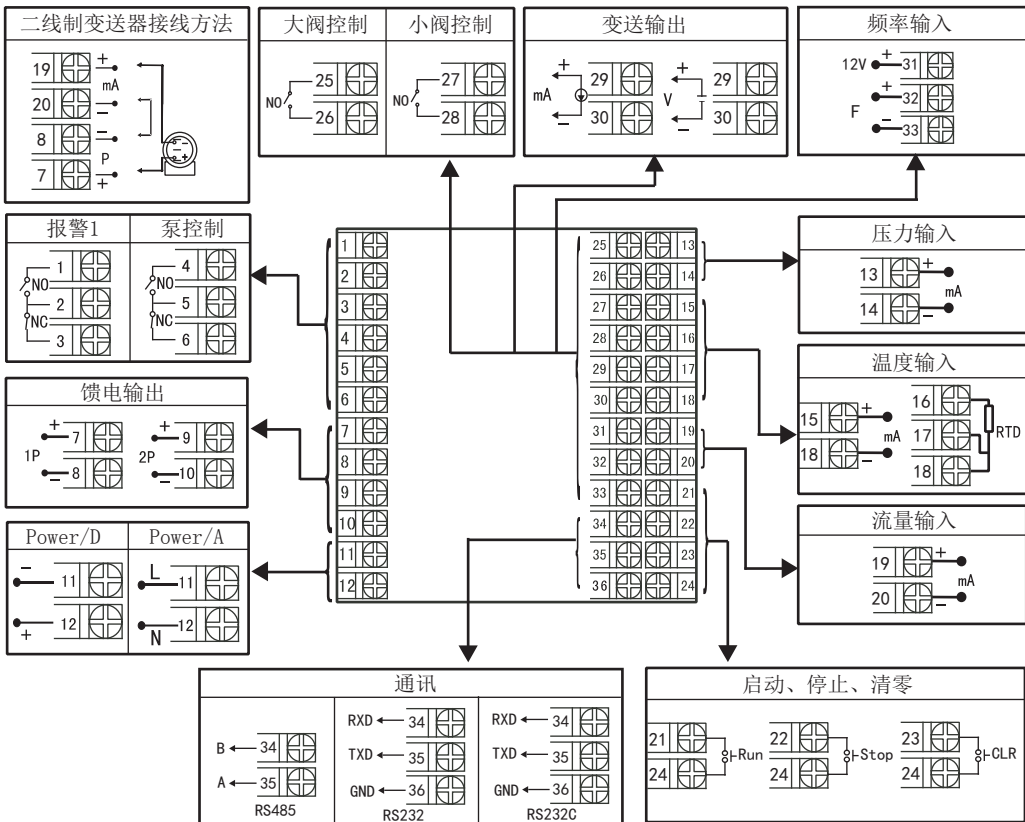 二线制变送器接线方法
19 +
mA
20 −
8 −
P
7 +
− +
大阀控制 小阀控制
NO 25
26
NO 27
28
变送输出
+ 29
mA
− 30
+ 29
V
− 30
频率输入
12V 31
+ 32
F
− 33
报警1 泵控制
1
NO
2
NC
3
4
NO
5
NC
6
馈电输出
+ 7
1P
− 8
+ 9
2P
− 10
Power/D Power/A
− 11
+ 12
L 11
N 12
1 25 13
2 26 14
3 27 15
4 28 16
5 29 17
6 30 18
7 31 19
8 32 20
9 33 21
10 34 22
11 35 23
12 36 24
压力输入
13 +
mA
14 −
温度输入
15 +
mA
18 −
16
17 RTD
18
流量输入
19 +
mA
20 −
通讯
B 34
A 35
RS485
RXD 34
TXD 35
GND 36
RS232
RXD 34
TXD 35
GND 36
RS232C
启动、停止、清零
21
24
Run
22
24
Stop
23
24
CLR